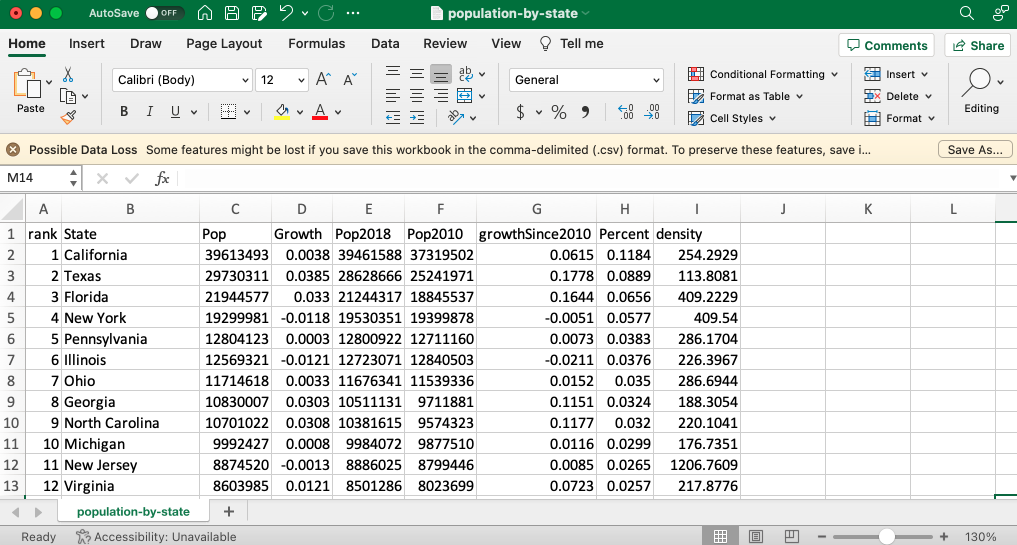 AutoSave OFF ... population-by-state
Home Insert Draw Page Layout Formulas Data Review View Tell me Comments Share
Paste Calibri (Body) 12 A^ A General Conditional Formatting Insert Editing
B I U A $ % 9 Format as Table Delete
ab Cell Styles Format
Possible Data Loss Some features might be lost if you save this workbook in the comma-delimited (.csv) format. To preserve these features, save i... Save As...
M14 fx
A B C D E F G H I J K L
1 rank State Pop Growth Pop2018 Pop2010 growthSince2010 Percent density
2 1 California 39613493 0.0038 39461588 37319502 0.0615 0.1184 254.2929
3 2 Texas 29730311 0.0385 28628666 25241971 0.1778 0.0889 113.8081
4 3 Florida 21944577 0.033 21244317 18845537 0.1644 0.0656 409.2229
5 4 New York 19299981 -0.0118 19530351 19399878 -0.0051 0.0577 409.54
6 5 Pennsylvania 12804123 0.0003 12800922 12711160 0.0073 0.0383 286.1704
7 6 Illinois 12569321 -0.0121 12723071 12840503 -0.0211 0.0376 226.3967
8 7 Ohio 11714618 0.0033 11676341 11539336 0.0152 0.035 286.6944
9 8 Georgia 10830007 0.0303 10511131 9711881 0.1151 0.0324 188.3054
10 9 North Carolina 10701022 0.0308 10381615 9574323 0.1177 0.032 220.1041
11 10 Michigan 9992427 0.0008 9984072 9877510 0.0116 0.0299 176.7351
12 11 New Jersey 8874520 -0.0013 8886025 8799446 0.0085 0.0265 1206.7609
13 12 Virginia 8603985 0.0121 8501286 8023699 0.0723 0.0257 217.8776
population-by-state +
Ready Accessibility: Unavailable - + 130%